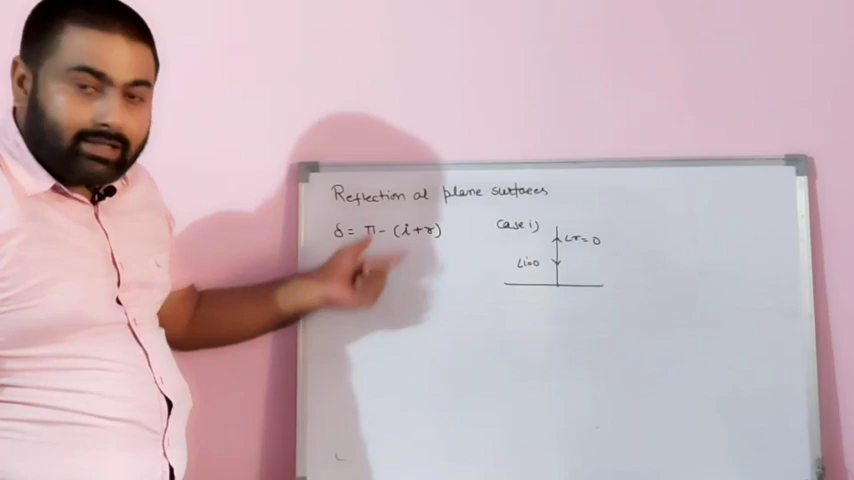 Reflection at plane surfaces
δ = π - (i+r)
Case i)
∠r = 0
∠i=0